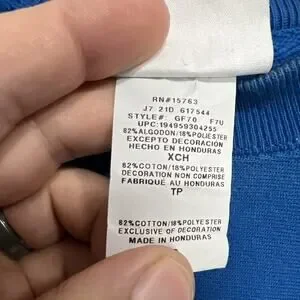 RN#15763
J7 21D 617544
STYLE#: GF70 F7U
UPC:194959304255
82%ALGODON/18%POLIÉSTER
EXCEPTO DECORACION
HECHO EN HONDURAS
XCH
82%COTON/18%POLYESTER
DECORATION NON COMPRISE
FABRIQUÉ AU HONDURAS
TP
82%COTTON/18%POLYESTER
EXCLUSIVE OF DECORATION
MADE IN HONDURAS